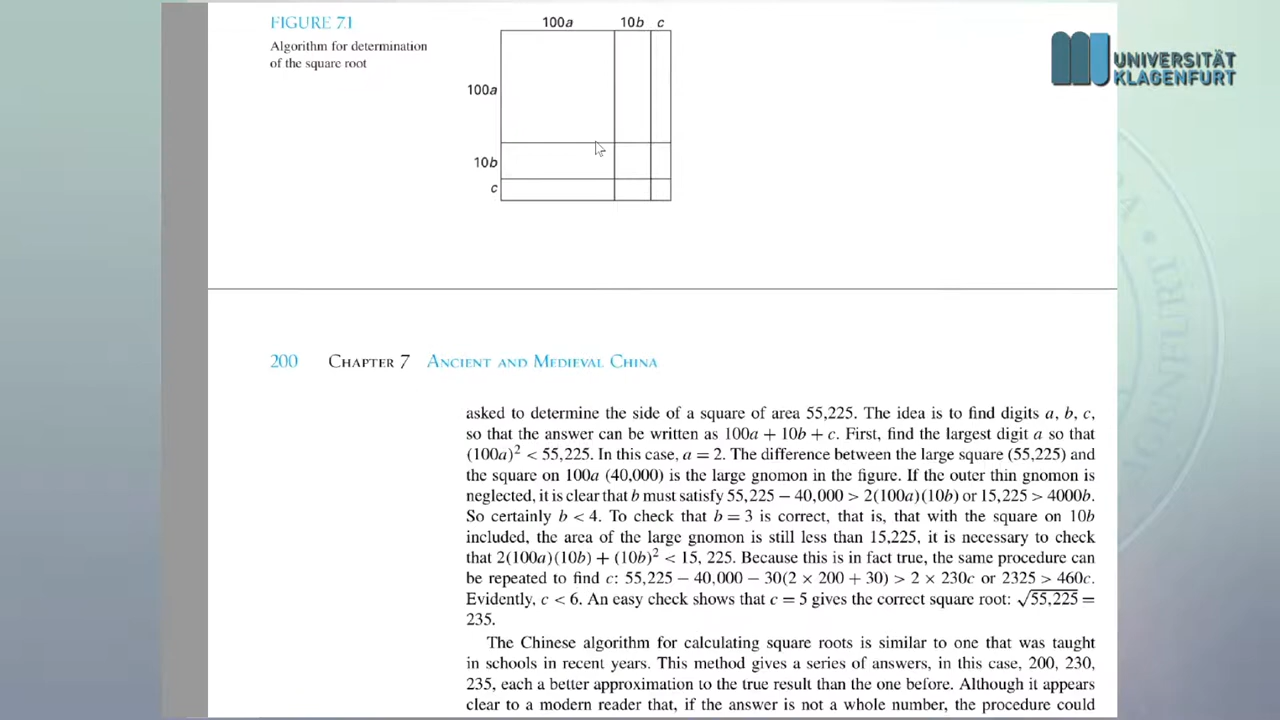 FIGURE 7.1
Algorithm for determination
of the square root
100a 10b c
100a
10b
c
UNIVERSITÄT
KLAGENFURT
200 CHAPTER 7 ANCIENT AND MEDIEVAL CHINA
asked to determine the side of a square of area 55,225. The idea is to find digits a, b, c,
so that the answer can be written as 100a + 10b + c. First, find the largest digit a so that
(100a)² < 55,225. In this case, a = 2. The difference between the large square (55,225) and
the square on 100a (40,000) is the large gnomon in the figure. If the outer thin gnomon is
neglected, it is clear that b must satisfy 55,225 − 40,000 > 2(100a)(10b) or 15,225 > 4000b.
So certainly b < 4. To check that b = 3 is correct, that is, that with the square on 10b
included, the area of the large gnomon is still less than 15,225, it is necessary to check
that 2(100a)(10b) + (10b)² < 15, 225. Because this is in fact true, the same procedure can
be repeated to find c: 55,225 − 40,000 − 30(2 × 200 + 30) > 2 × 230c or 2325 > 460c.
Evidently, c < 6. An easy check shows that c = 5 gives the correct square root: √55,225 =
235.
The Chinese algorithm for calculating square roots is similar to one that was taught
in schools in recent years. This method gives a series of answers, in this case, 200, 230,
235, each a better approximation to the true result than the one before. Although it appears
clear to a modern reader that, if the answer is not a whole number, the procedure could